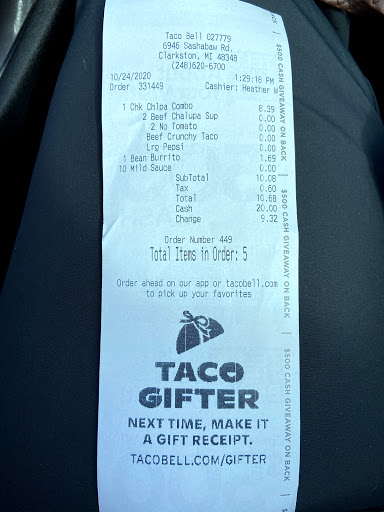 Taco Bell 027779
6946 Sashabaw Rd.
Clarkston, MI 48348
(248)620-6700
10/24/2020 1:29:18 PM
Order 331449 Cashier: Heather W
1 Chk Chlpa Combo 8.39
2 Beef Chalupa Sup 0.00
2 No Tomato 0.00
Beef Crunchy Taco 0.00
Lrg Pepsi 0.00
1 Bean Burrito 1.69
10 Mild Sauce 0.00
SubTotal 10.08
Tax 0.60
Total 10.68
Cash 20.00
Change 9.32
Order Number 449
Total Items in Order: 5
Order ahead on our app or tacobell.com
to pick up your favorites
TACO
GIFTER
NEXT TIME, MAKE IT
A GIFT RECEIPT.
TACOBELL.COM/GIFTER
$500 CASH GIVEAWAY ON BACK |
$500 CASH GIVEAWAY ON BACK |
$500 CASH GIVEAWAY ON BACK |